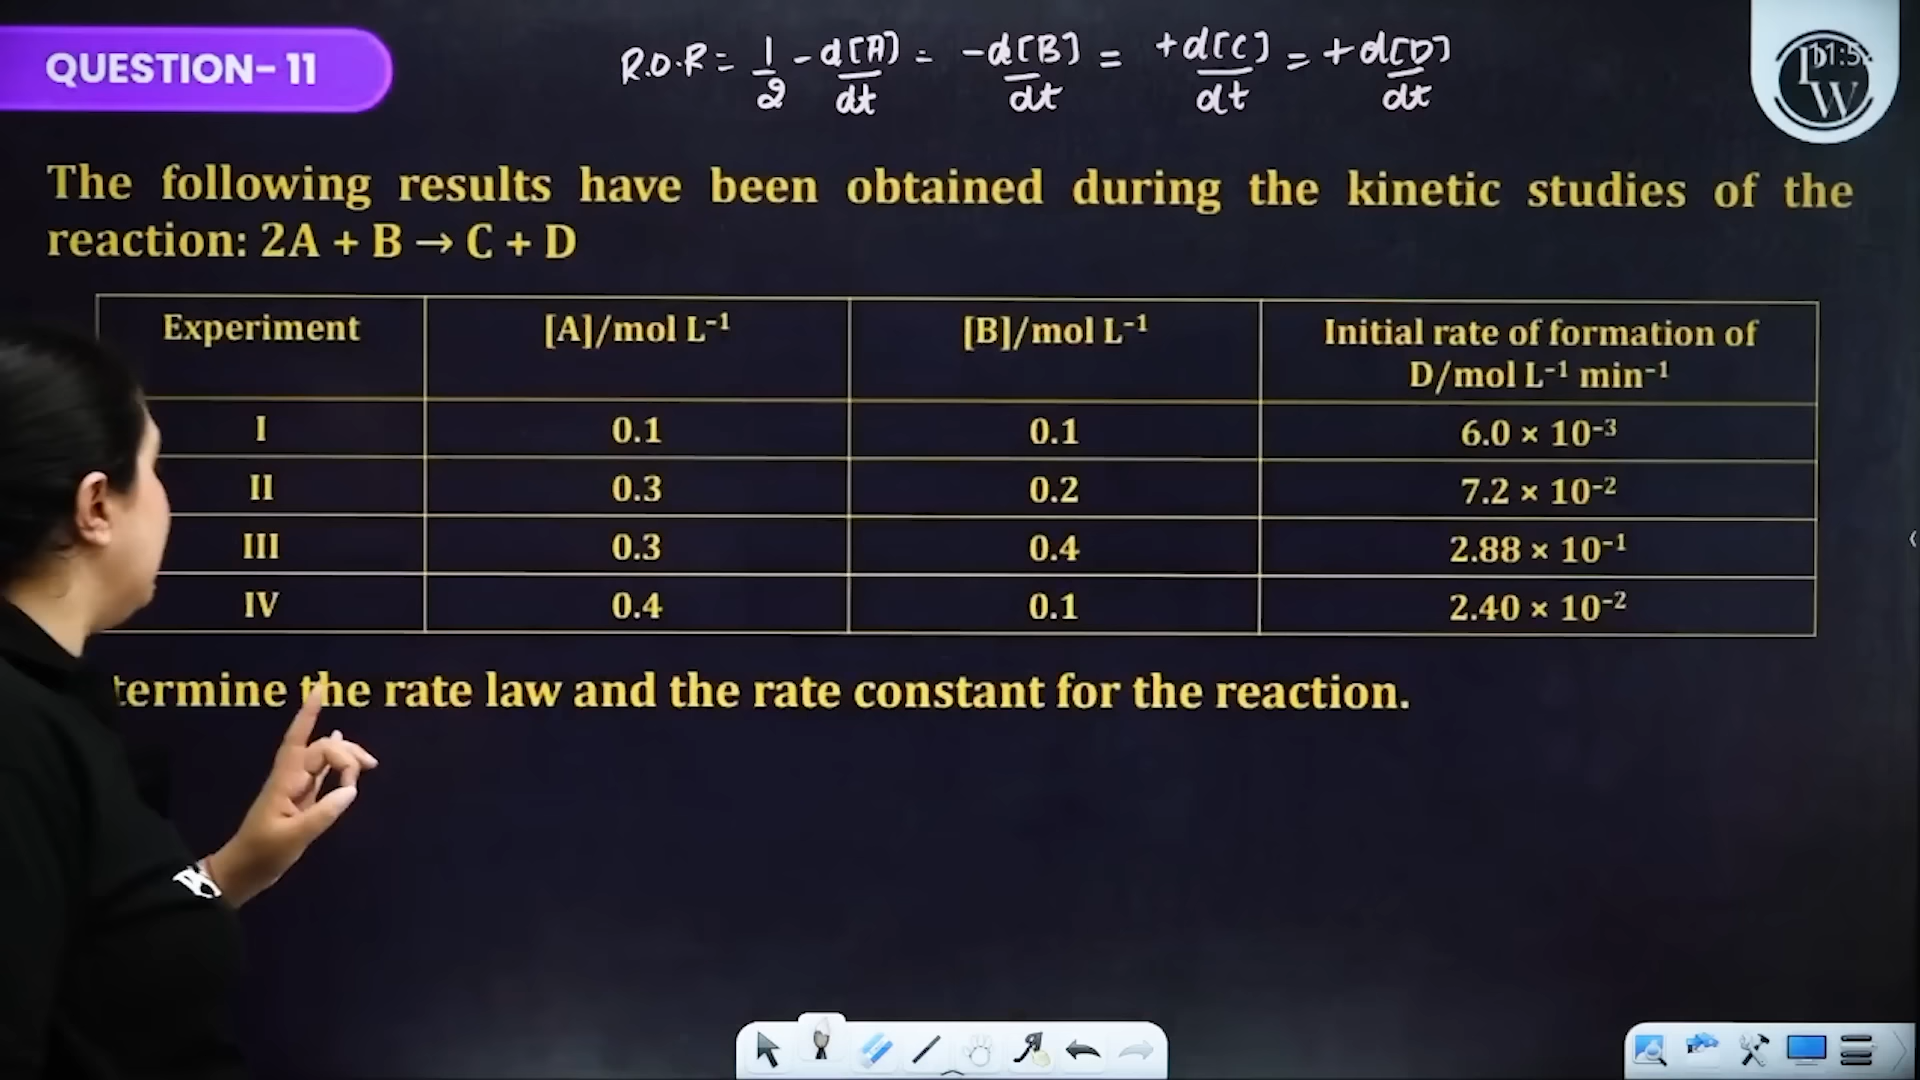 QUESTION- 11
R.O.R = 1/2 - d[A]/dt = -d[B]/dt = +d[C]/dt = +d[D]/dt
PW
The following results have been obtained during the kinetic studies of the
reaction: 2A + B → C + D
Experiment [A]/mol L⁻¹ [B]/mol L⁻¹ Initial rate of formation of
D/mol L⁻¹ min⁻¹
I 0.1 0.1 6.0 × 10⁻³
II 0.3 0.2 7.2 × 10⁻²
III 0.3 0.4 2.88 × 10⁻¹
IV 0.4 0.1 2.40 × 10⁻²
termine the rate law and the rate constant for the reaction.